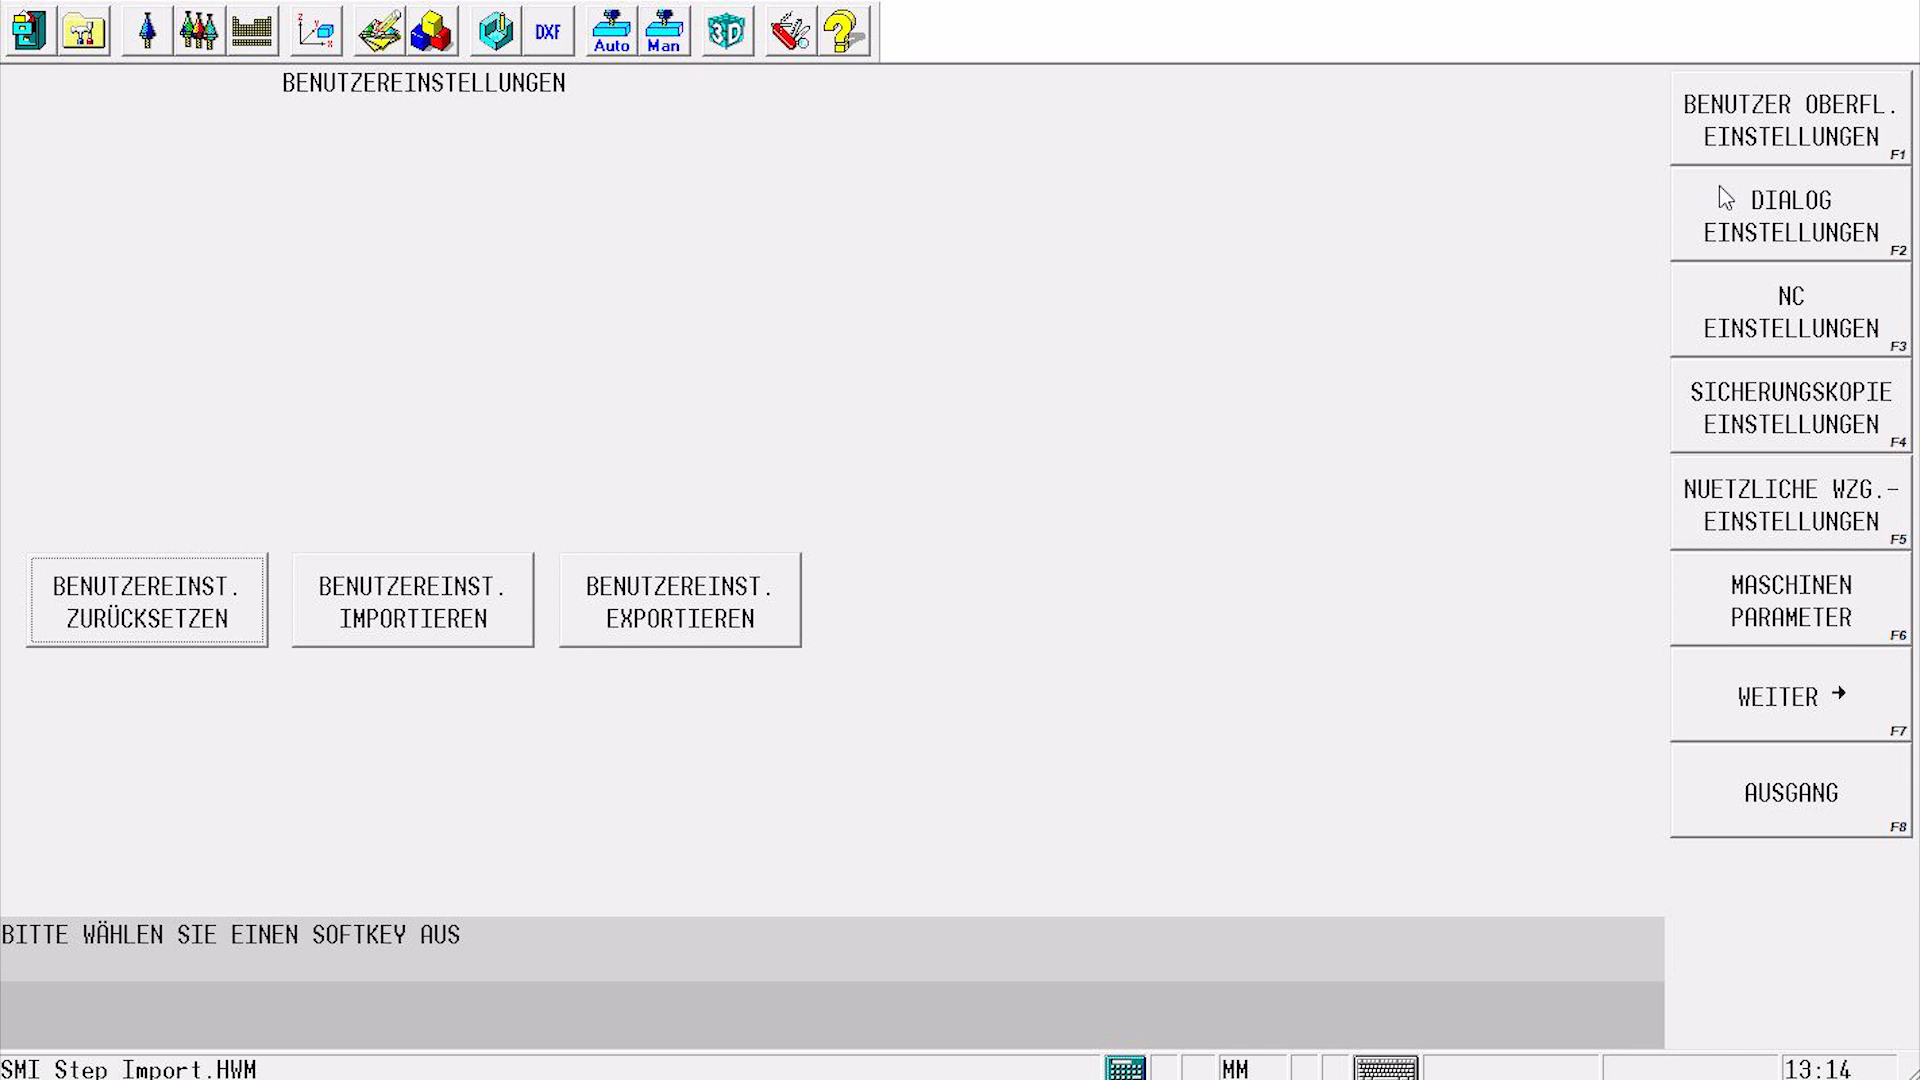 DXF
Auto
Man
3D
BENUTZEREINSTELLUNGEN
BENUTZER OBERFL.
EINSTELLUNGEN
F1
DIALOG
EINSTELLUNGEN
F2
NC
EINSTELLUNGEN
F3
SICHERUNGSKOPIE
EINSTELLUNGEN
F4
NUETZLICHE WZG.-
EINSTELLUNGEN
F5
MASCHINEN
PARAMETER
F6
WEITER →
F7
AUSGANG
F8
BENUTZEREINST.
ZURÜCKSETZEN
BENUTZEREINST.
IMPORTIEREN
BENUTZEREINST.
EXPORTIEREN
BITTE WÄHLEN SIE EINEN SOFTKEY AUS
SMI Step Import.HWM
MM
13:14